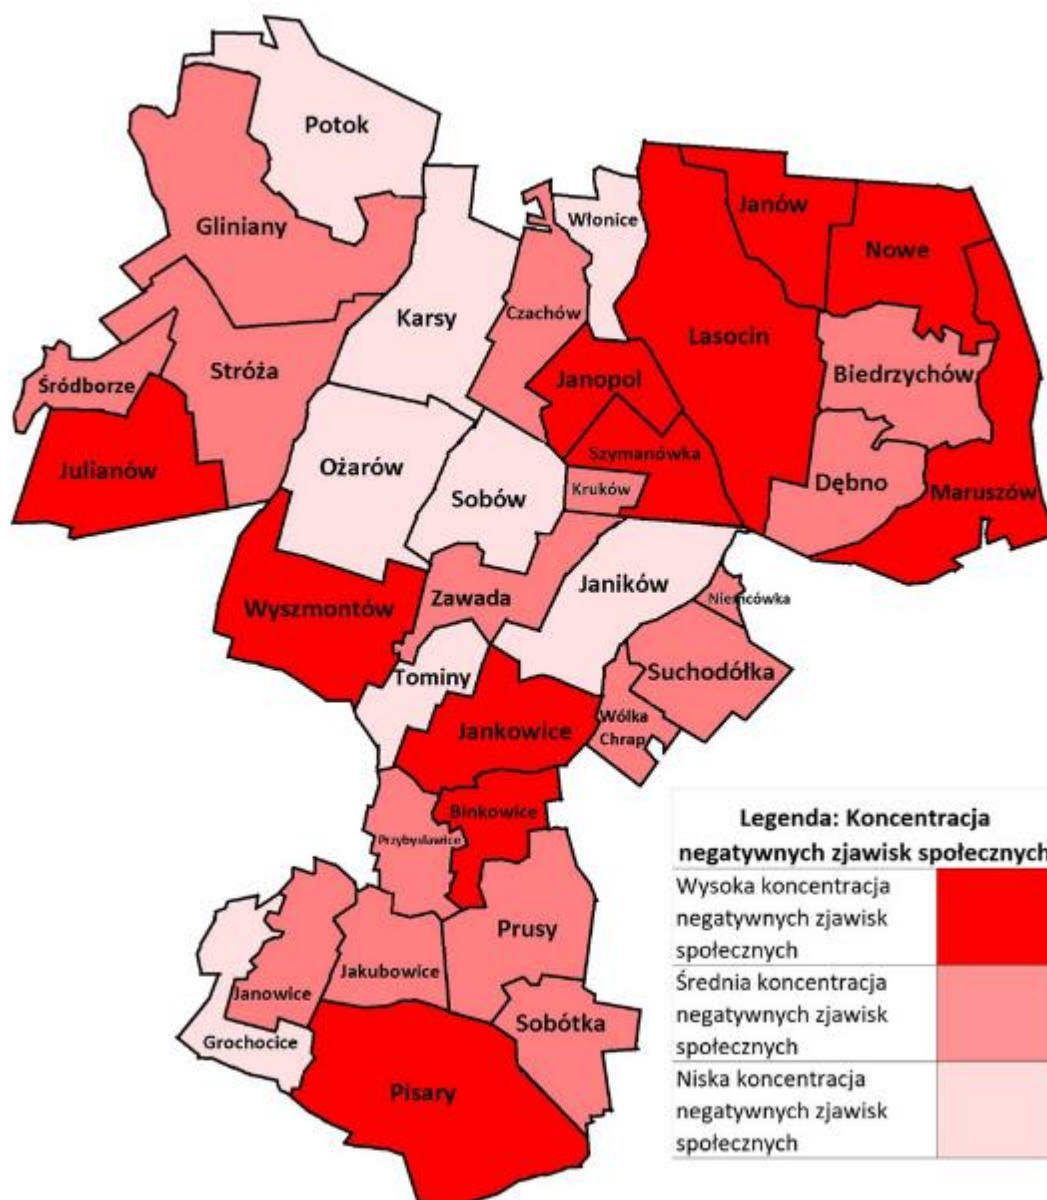 Potok
Gliniany
Włonice
Janów
Nowe
Karsy
Czachów
Lasocin
Śródborze
Stróża
Janopol
Biedrzychów
Julianów
Ożarów
Sobów
Szymanówka
Kruków
Dębno
Maruszów
Wyszmontów
Zawada
Janików
Niemcówka
Tominy
Suchodółka
Jankowice
Wólka
Chrap
Binkowice
Przybysławice
Prusy
Jakubowice
Janowice
Sobótka
Grochocice
Pisary
Legenda: Koncentracja
negatywnych zjawisk społecznych
Wysoka koncentracja
negatywnych zjawisk
społecznych
Średnia koncentracja
negatywnych zjawisk
społecznych
Niska koncentracja
negatywnych zjawisk
społecznych